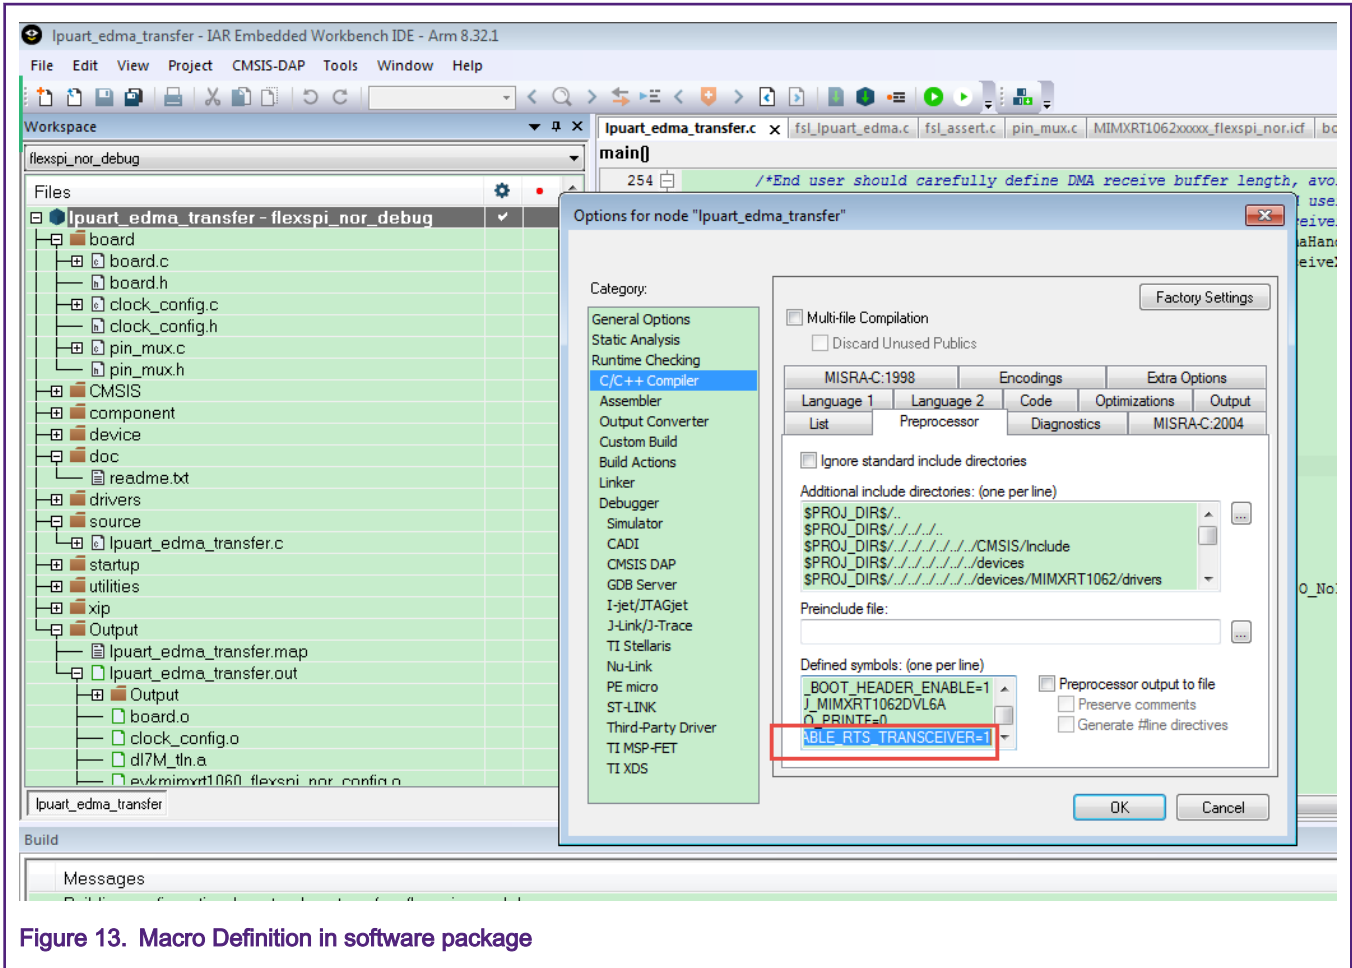 lpuart_edma_transfer - IAR Embedded Workbench IDE - Arm 8.32.1
File Edit View Project CMSIS-DAP Tools Window Help
Workspace
flexspi_nor_debug
Files
lpuart_edma_transfer - flexspi_nor_debug
board
board.c
board.h
clock_config.c
clock_config.h
pin_mux.c
pin_mux.h
CMSIS
component
device
doc
readme.txt
drivers
source
lpuart_edma_transfer.c
startup
utilities
xip
Output
lpuart_edma_transfer.map
lpuart_edma_transfer.out
Output
board.o
clock_config.o
dl7M_tln.a
evkmimxrt1060_flexspi_nor_config.o
lpuart_edma_transfer
lpuart_edma_transfer.c fsl_lpuart_edma.c fsl_assert.c pin_mux.c MIMXRT1062xxxxx_flexspi_nor.icf
main()
254 /*End user should carefully define DMA receive buffer length, avo
use
eive
aHan
eiveX
O_No
Options for node "lpuart_edma_transfer"
Category:
General Options
Static Analysis
Runtime Checking
C/C++ Compiler
Assembler
Output Converter
Custom Build
Build Actions
Linker
Debugger
Simulator
CADI
CMSIS DAP
GDB Server
I-jet/JTAGjet
J-Link/J-Trace
TI Stellaris
Nu-Link
PE micro
ST-LINK
Third-Party Driver
TI MSP-FET
TI XDS
Factory Settings
Multi-file Compilation
Discard Unused Publics
MISRA-C:1998 Encodings Extra Options
Language 1 Language 2 Code Optimizations Output
List Preprocessor Diagnostics MISRA-C:2004
Ignore standard include directories
Additional include directories: (one per line)
$PROJ_DIR$/..
$PROJ_DIR$/../../../..
$PROJ_DIR$/../../../../../../CMSIS/Include
$PROJ_DIR$/../../../../../../devices
$PROJ_DIR$/../../../../../../devices/MIMXRT1062/drivers
...
Preinclude file:
...
Defined symbols: (one per line)
_BOOT_HEADER_ENABLE=1
J_MIMXRT1062DVL6A
O_PRINTF=0
ABLE_RTS_TRANSCEIVER=1
Preprocessor output to file
Preserve comments
Generate #line directives
OK Cancel
Build
Messages
Figure 13. Macro Definition in software package